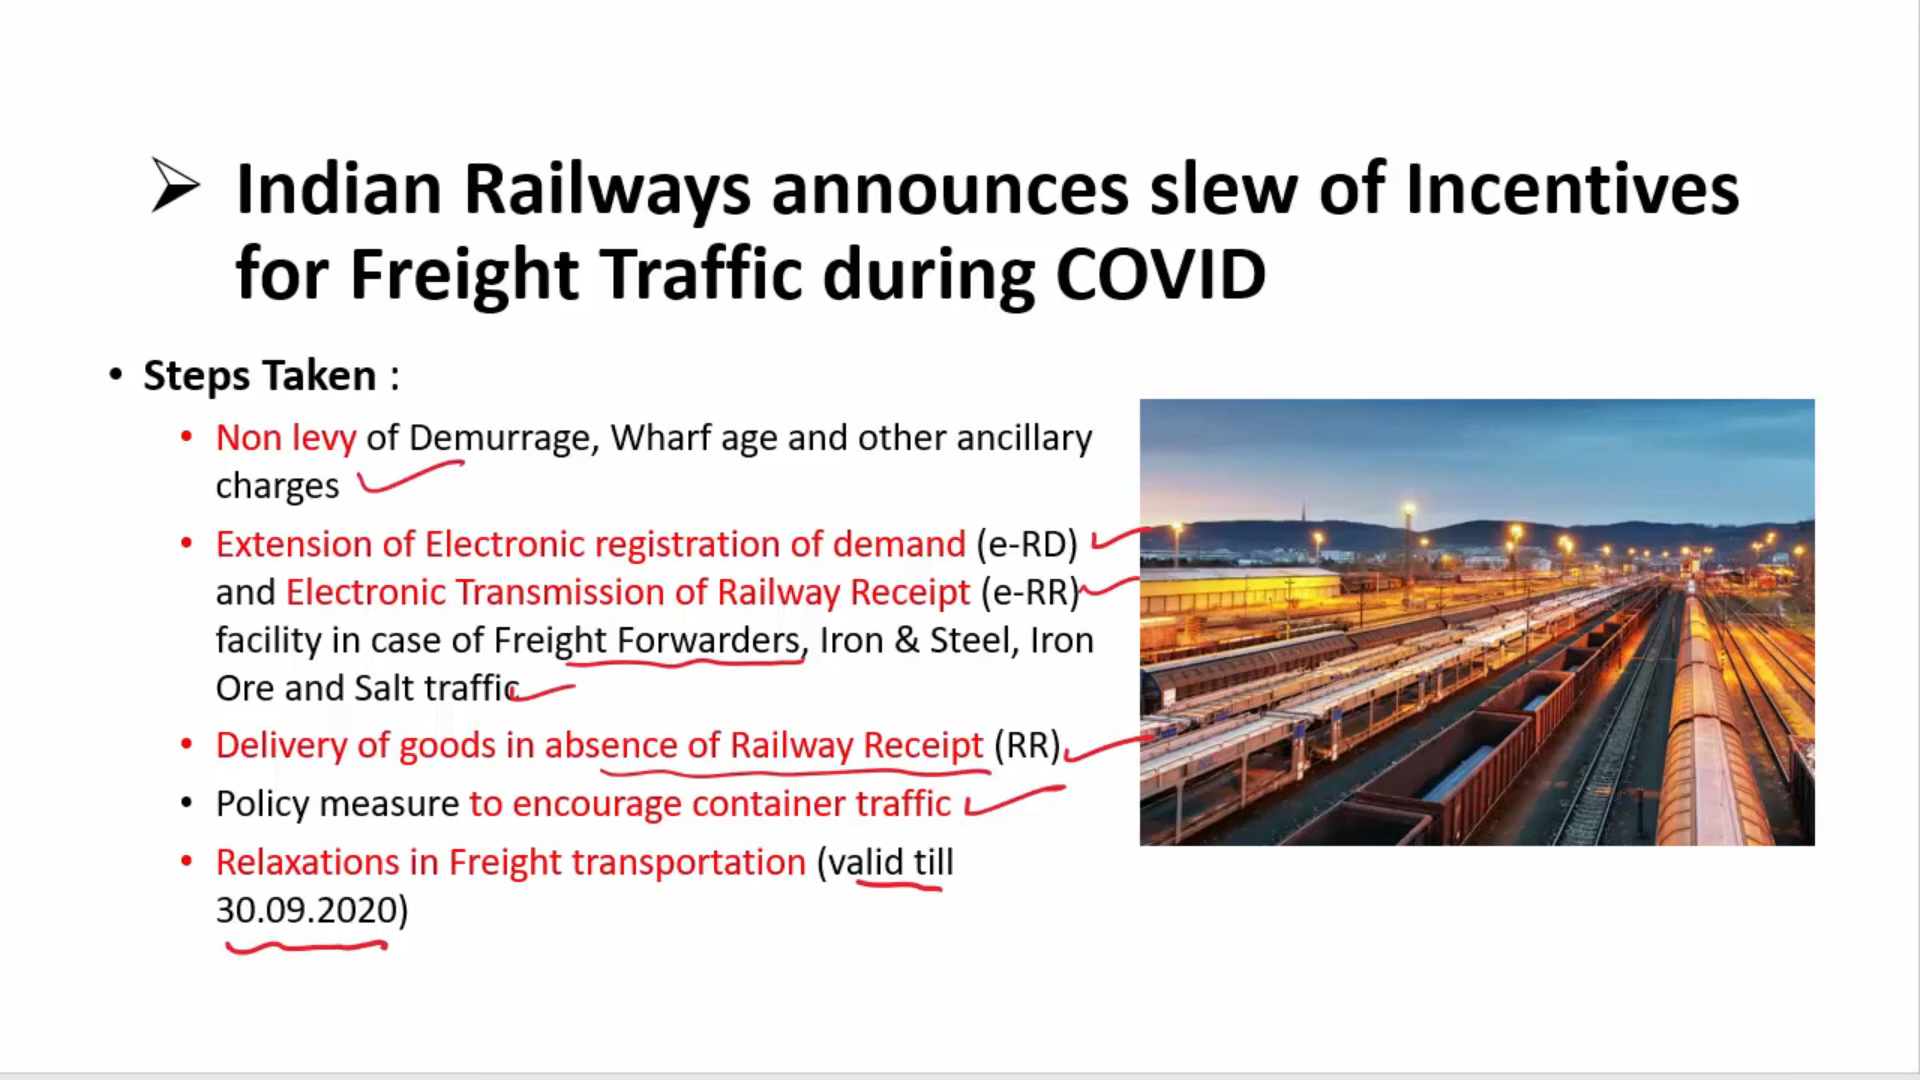 Indian Railways announces slew of Incentives
for Freight Traffic during COVID
• Steps Taken :
• Non levy of Demurrage, Wharf age and other ancillary
charges
• Extension of Electronic registration of demand (e-RD)
and Electronic Transmission of Railway Receipt (e-RR)
facility in case of Freight Forwarders, Iron & Steel, Iron
Ore and Salt traffic
• Delivery of goods in absence of Railway Receipt (RR)
• Policy measure to encourage container traffic
• Relaxations in Freight transportation (valid till
30.09.2020)